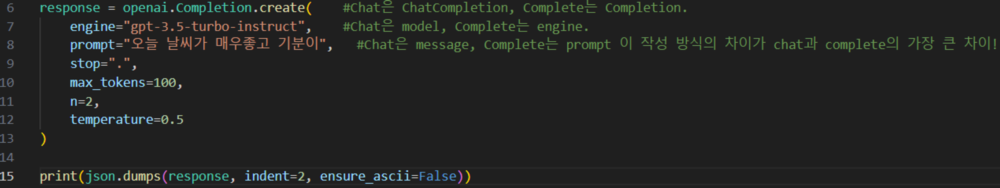 6 response = openai.Completion.create( #Chat은 ChatCompletion, Complete는 Completion.
7 engine="gpt-3.5-turbo-instruct", #Chat은 model, Complete는 engine.
8 prompt="오늘 날씨가 매우좋고 기분이", #Chat은 message, Complete는 prompt 이 작성 방식의 차이가 chat과 complete의 가장 큰 차이!
9 stop=".",
10 max_tokens=100,
11 n=2,
12 temperature=0.5
13 )
14
15 print(json.dumps(response, indent=2, ensure_ascii=False))